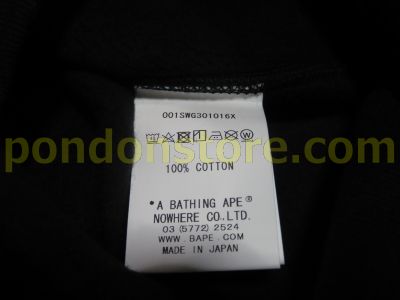 001SWG301016X
pondonstore.com
100% COTTON
*A BATHING APE®
NOWHERE CO.,LTD.
03 (5772) 2524
WWW.BAPE.COM
MADE IN JAPAN